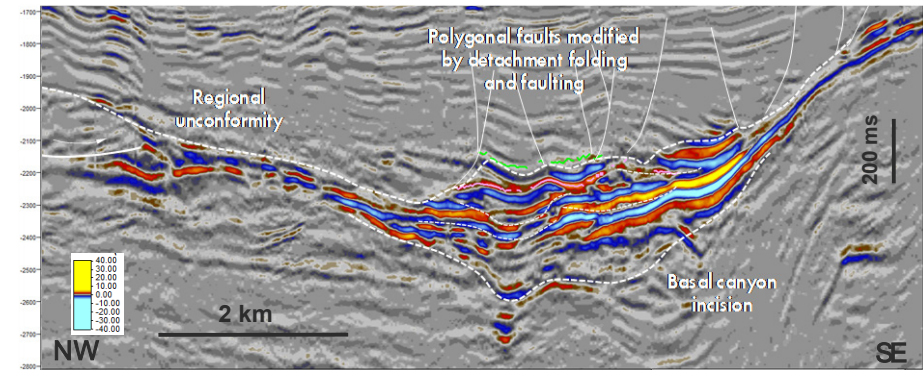 -1700
-1800
-1900
-2000
-2100
-2200
-2300
-2400
-2500
-2600
-2700
-2800
Polygonal faults modified
by detachment folding
and faulting
Regional
unconformity
200 ms
Basal canyon
incision
40.00
30.00
20.00
10.00
0.00
-10.00
-20.00
-30.00
-40.00
2 km
NW
SE